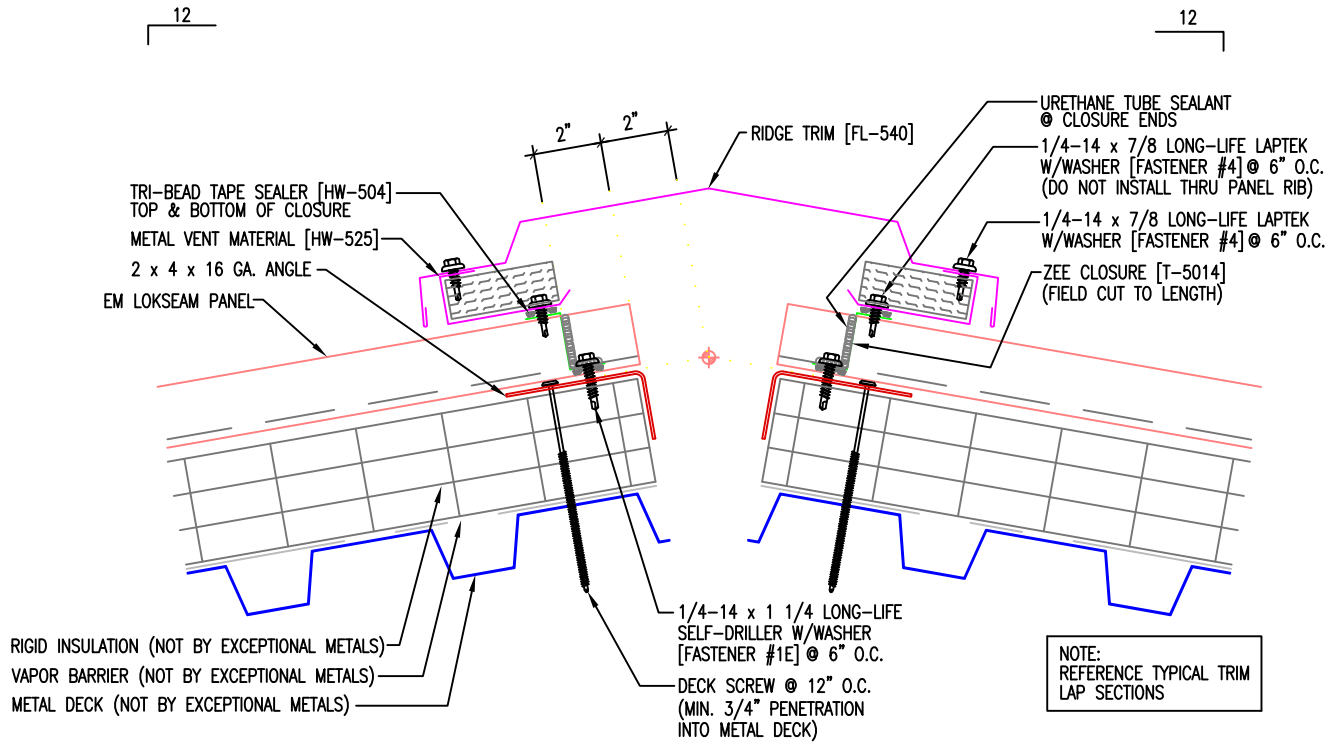 12
12
2"
2"
RIDGE TRIM [FL-540]
URETHANE TUBE SEALANT
@ CLOSURE ENDS
1/4-14 x 7/8 LONG-LIFE LAPTEK
W/WASHER [FASTENER #4] @ 6" O.C.
(DO NOT INSTALL THRU PANEL RIB)
1/4-14 x 7/8 LONG-LIFE LAPTEK
W/WASHER [FASTENER #4] @ 6" O.C.
ZEE CLOSURE [T-5014]
(FIELD CUT TO LENGTH)
TRI-BEAD TAPE SEALER [HW-504]
TOP & BOTTOM OF CLOSURE
METAL VENT MATERIAL [HW-525]
2 x 4 x 16 GA. ANGLE
EM LOKSEAM PANEL
RIGID INSULATION (NOT BY EXCEPTIONAL METALS)
VAPOR BARRIER (NOT BY EXCEPTIONAL METALS)
METAL DECK (NOT BY EXCEPTIONAL METALS)
1/4-14 x 1 1/4 LONG-LIFE
SELF-DRILLER W/WASHER
[FASTENER #1E] @ 6" O.C.
DECK SCREW @ 12" O.C.
(MIN. 3/4" PENETRATION
INTO METAL DECK)
NOTE:
REFERENCE TYPICAL TRIM
LAP SECTIONS